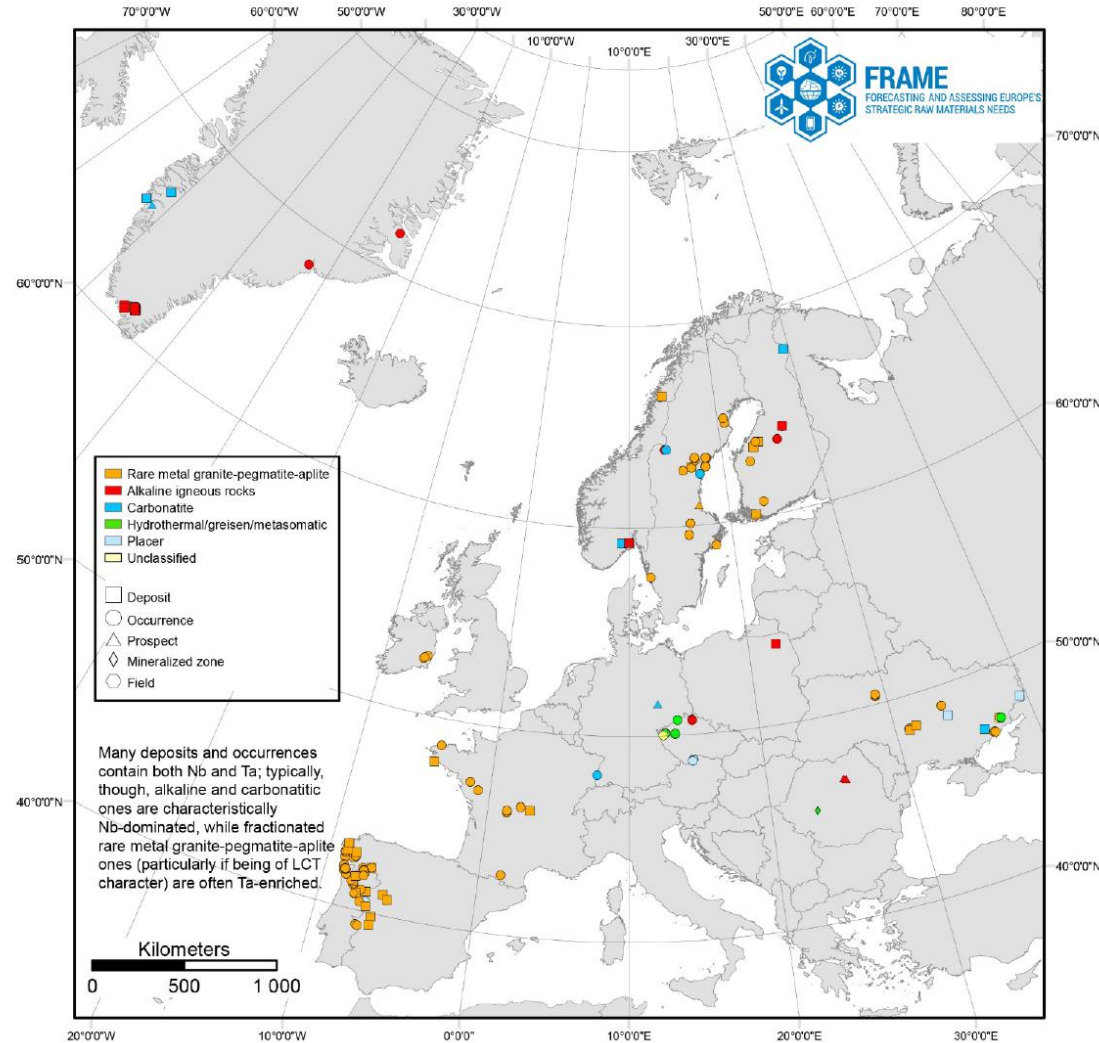 70°0'0"W
60°0'0"W
50°0'0"W
40°0'0"W
30°0'0"W
50°0'0"E
60°0'0"E
70°0'0"E
80°0'0"E
10°0'0"W
10°0'0"E
30°0'0"E
FRAME
FORECASTING AND ASSESSING EUROPE'S
STRATEGIC RAW MATERIALS NEEDS
70°0'0"N
60°0'0"N
60°0'0"N
Rare metal granite-pegmatite-aplite
Alkaline igneous rocks
Carbonatite
Hydrothermal/greisen/metasomatic
Placer
Unclassified
Deposit
Occurrence
Prospect
Mineralized zone
Field
50°0'0"N
50°0'0"N
Many deposits and occurrences
contain both Nb and Ta; typically,
though, alkaline and carbonatitic
ones are characteristically
Nb-dominated, while fractionated
rare metal granite-pegmatite-aplite
ones (particularly if being of LCT
character) are often Ta-enriched.
40°0'0"N
40°0'0"N
Kilometers
0 500 1 000
20°0'0"W
10°0'0"W
0°0'0"
10°0'0"E
20°0'0"E
30°0'0"E